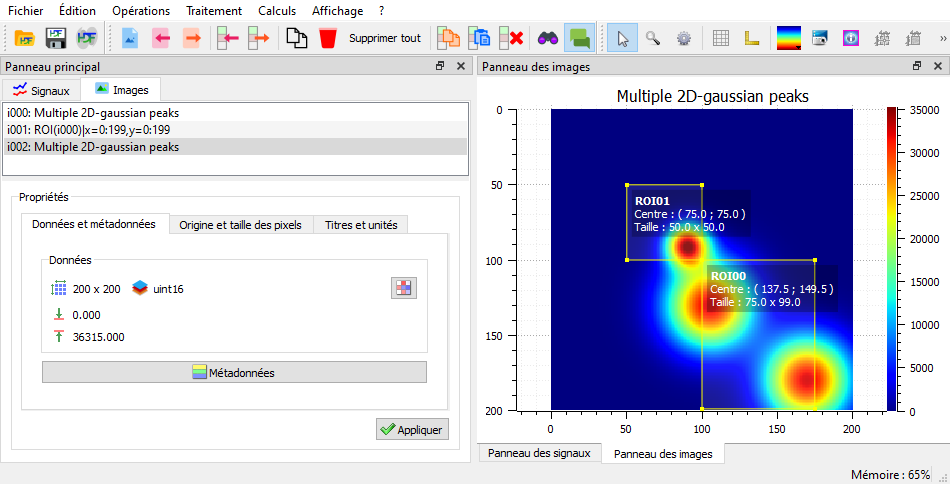 Fichier Édition Opérations Traitement Calculs Affichage ?
HDF HDF Supprimer tout »
Panneau principal
Signaux Images
i000: Multiple 2D-gaussian peaks
i001: ROI(i000)|x=0:199,y=0:199
i002: Multiple 2D-gaussian peaks
Propriétés
Données et métadonnées Origine et taille des pixels Titres et unités
Données
200 x 200 uint16
0.000
36315.000
Métadonnées
Appliquer
Panneau des images
Multiple 2D-gaussian peaks
0
50
100
150
200
0 50 100 150 200
ROI01
Centre : ( 75.0 ; 75.0 )
Taille : 50.0 x 50.0
ROI00
Centre : ( 137.5 ; 149.5 )
Taille : 75.0 x 99.0
35000
30000
25000
20000
15000
10000
5000
0
Panneau des signaux Panneau des images
Mémoire : 65%